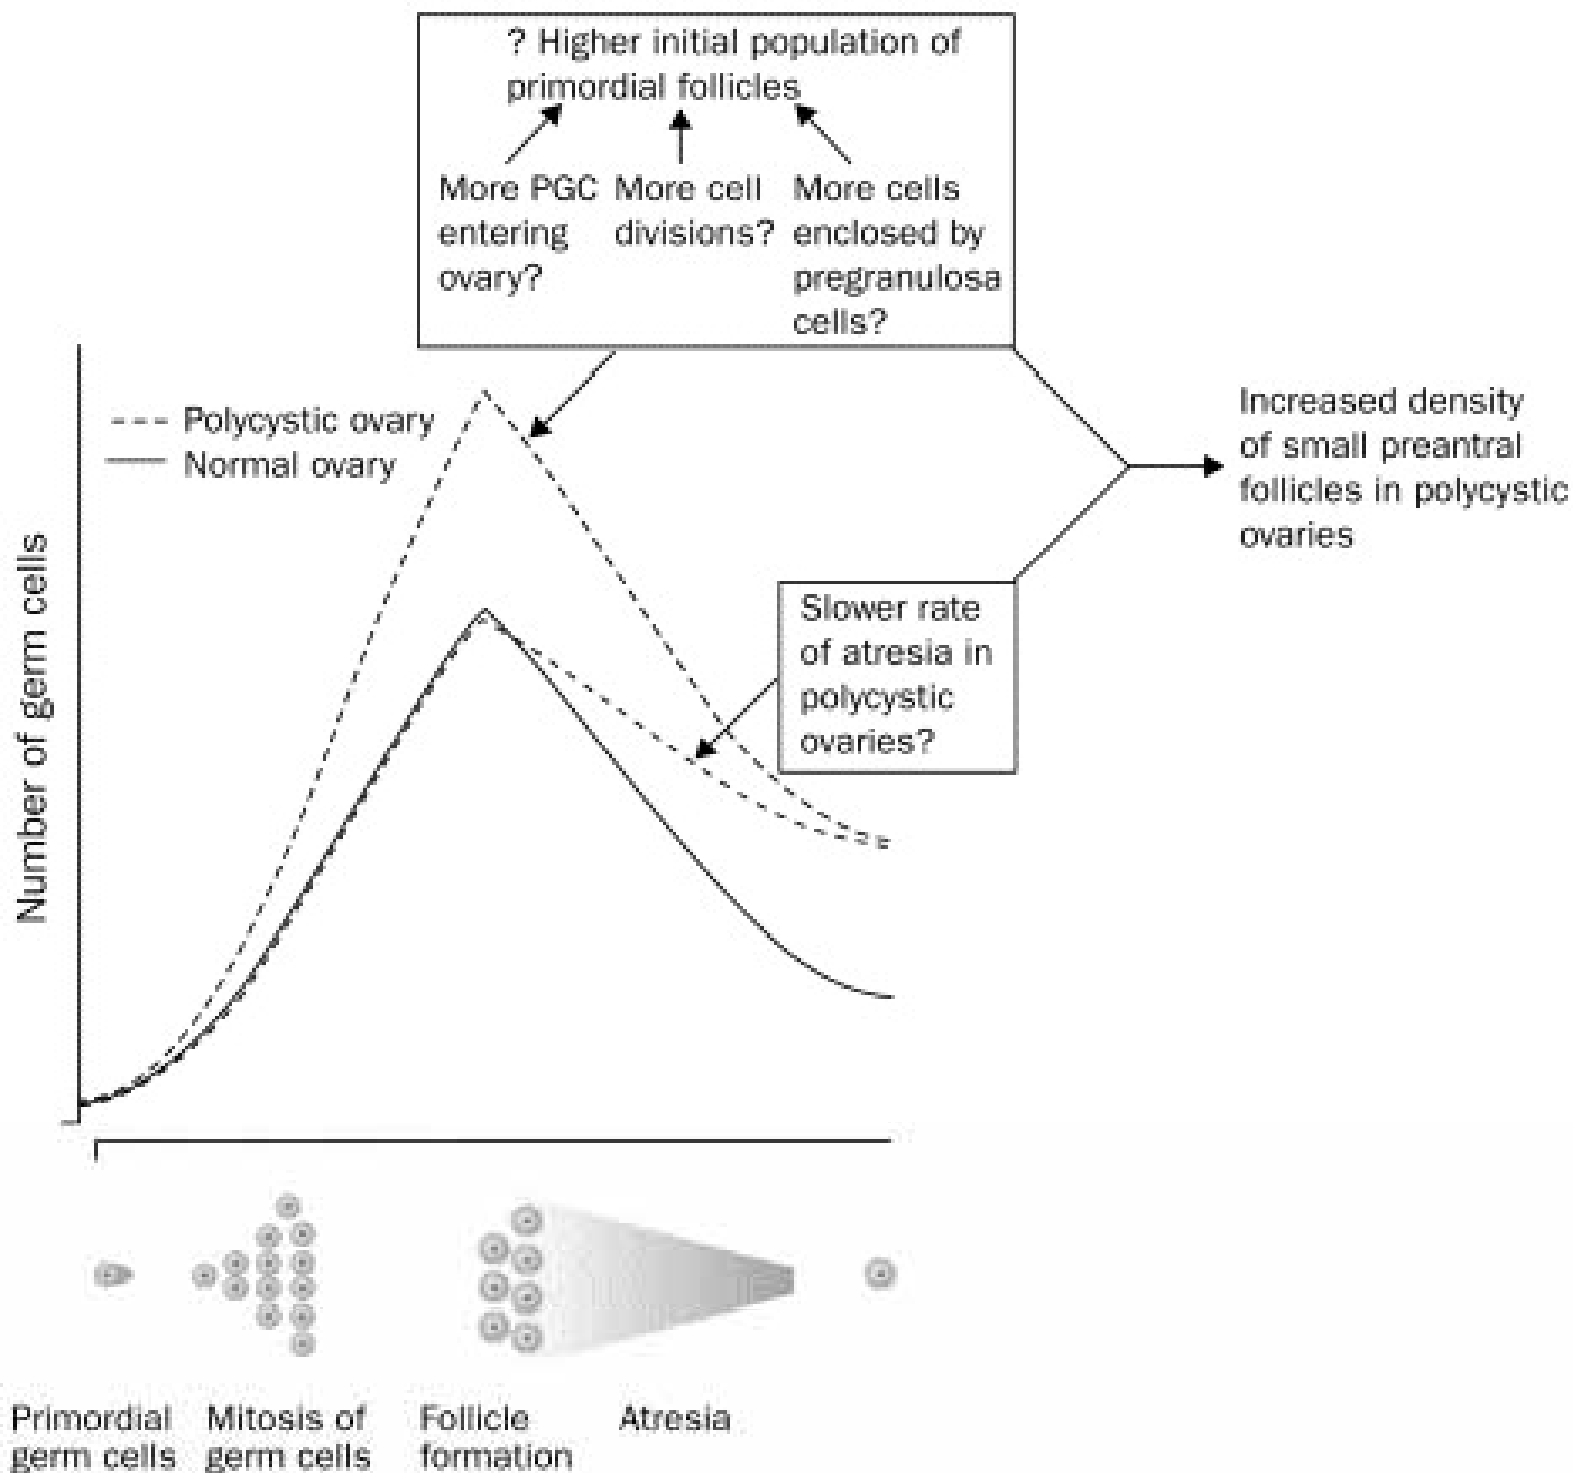 ? Higher initial population of
primordial follicles
More PGC
entering
ovary?
More cell
divisions?
More cells
enclosed by
pregranulosa
cells?
Polycystic ovary
Normal ovary
Increased density
of small preantral
follicles in polycystic
ovaries
Slower rate
of atresia in
polycystic
ovaries?
Number of germ cells
Primordial
germ cells
Mitosis of
germ cells
Follicle
formation
Atresia